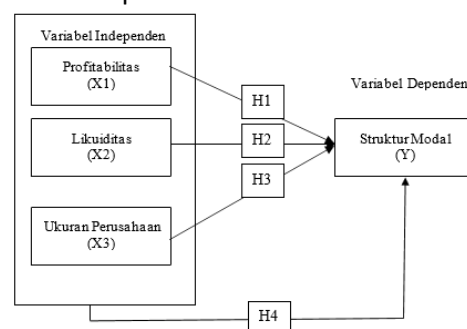 Variabel Independen
Profitabilitas
(X1)
H1
Variabel Dependen
Likuiditas
(X2)
H2
Struktur Modal
(Y)
H3
Ukuran Perusahaan
(X3)
H4